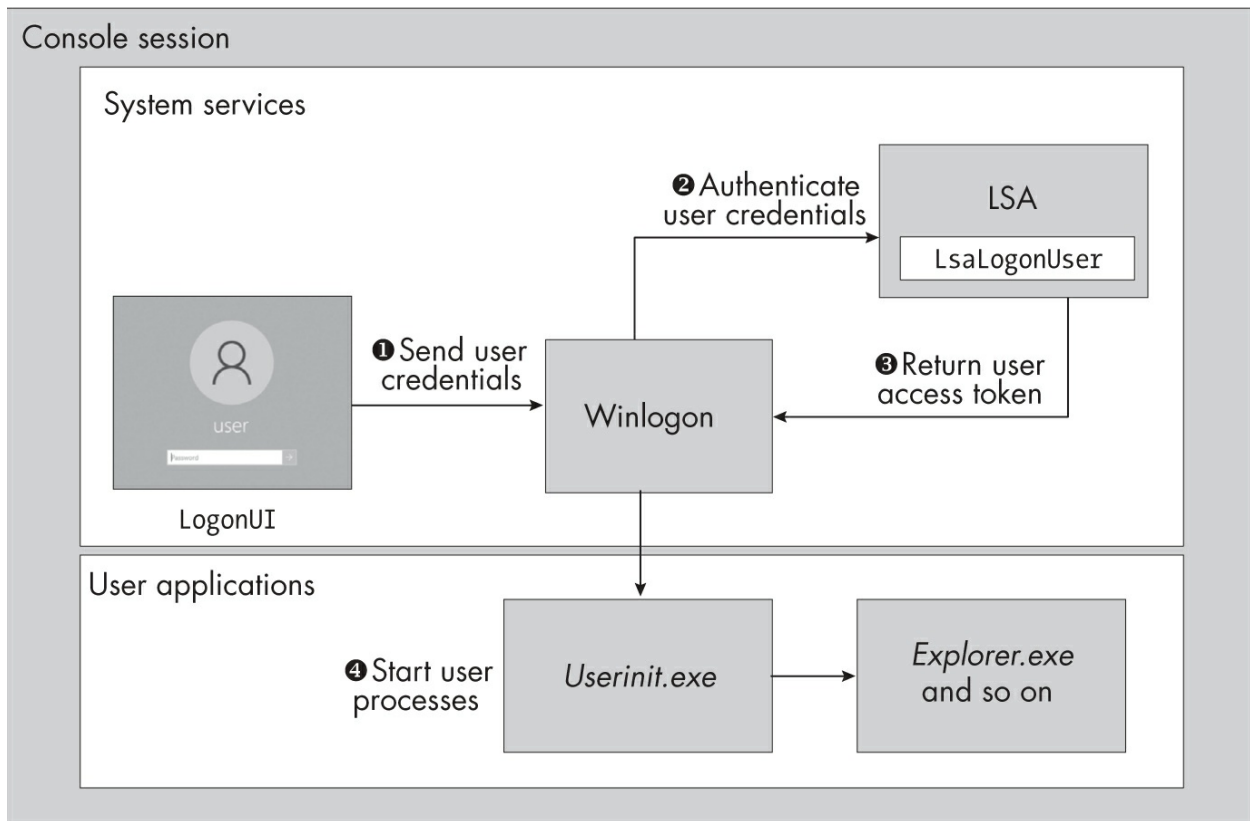 Console session
System services
❷ Authenticate
user credentials
LSA
LsaLogonUser
❶ Send user
credentials
❸ Return user
access token
Winlogon
user
Password
LogonUI
User applications
❹ Start user
processes
Userinit.exe
Explorer.exe
and so on